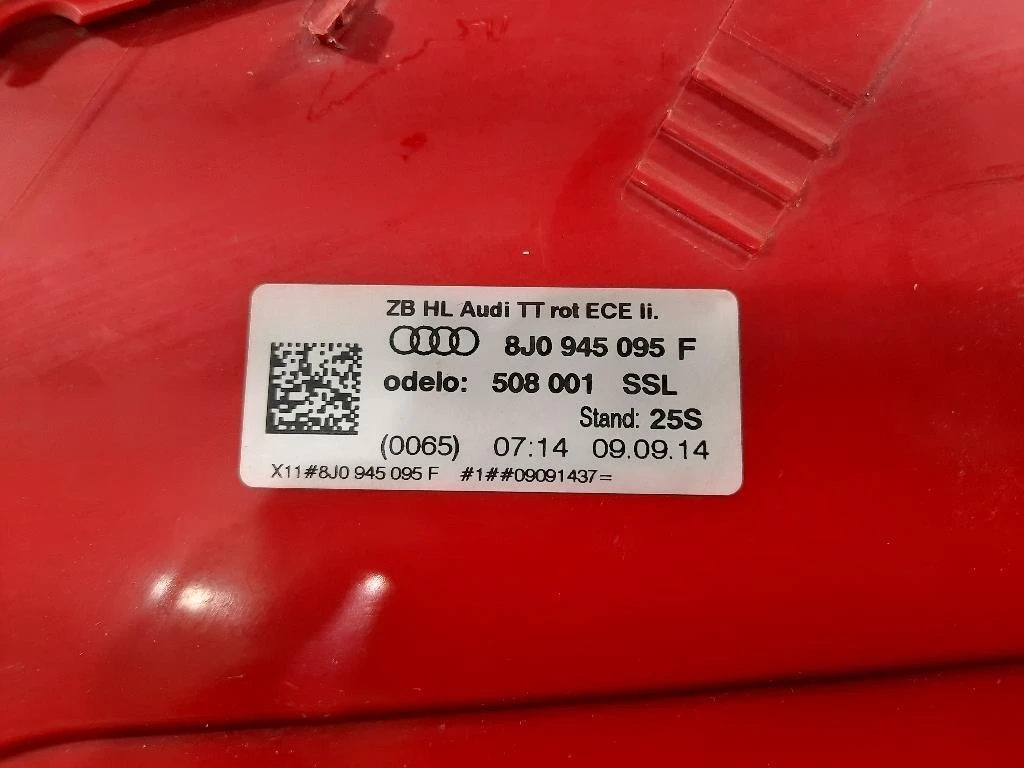 ZB HL Audi TT rot ECE li.
8J0 945 095 F
odelo: 508 001 SSL
Stand: 25S
(0065) 07:14 09.09.14
X11#8J0 945 095 F #1##09091437=